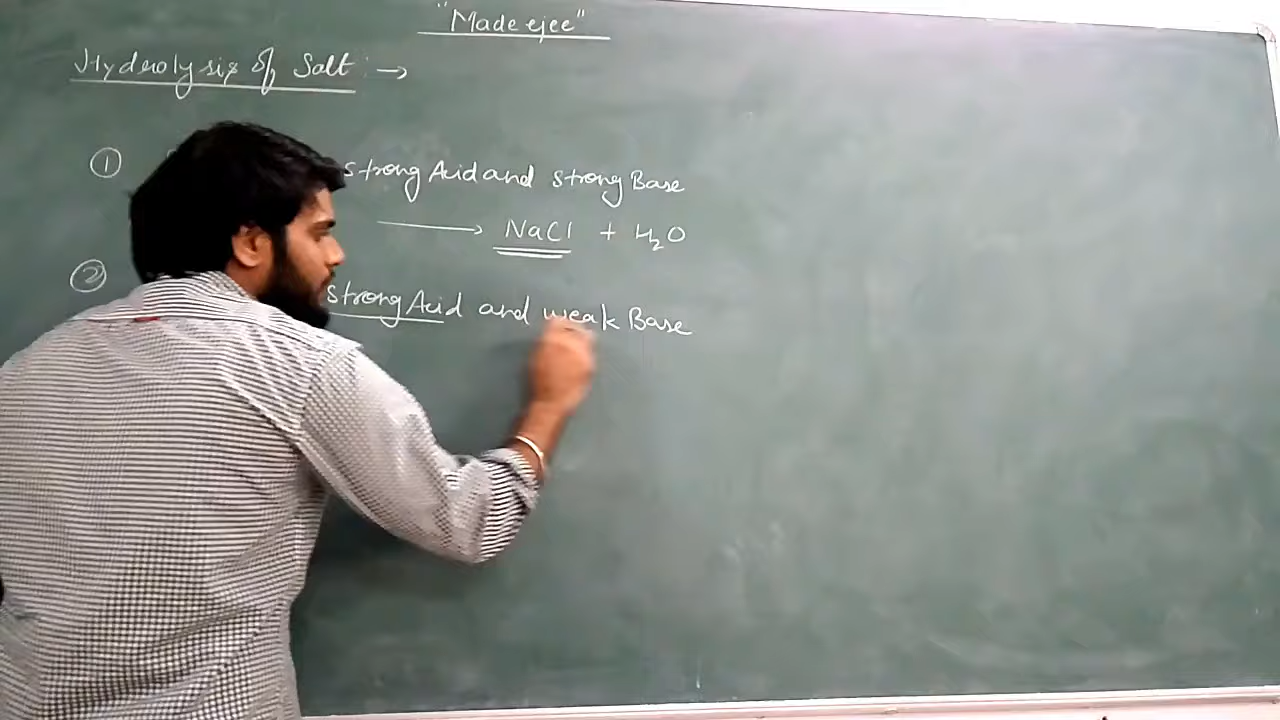 "Made ejee"
Hydrolysis of Salt :→
① strong Acid and strong Base
→ NaCl + H₂O
② strong Acid and weak Base